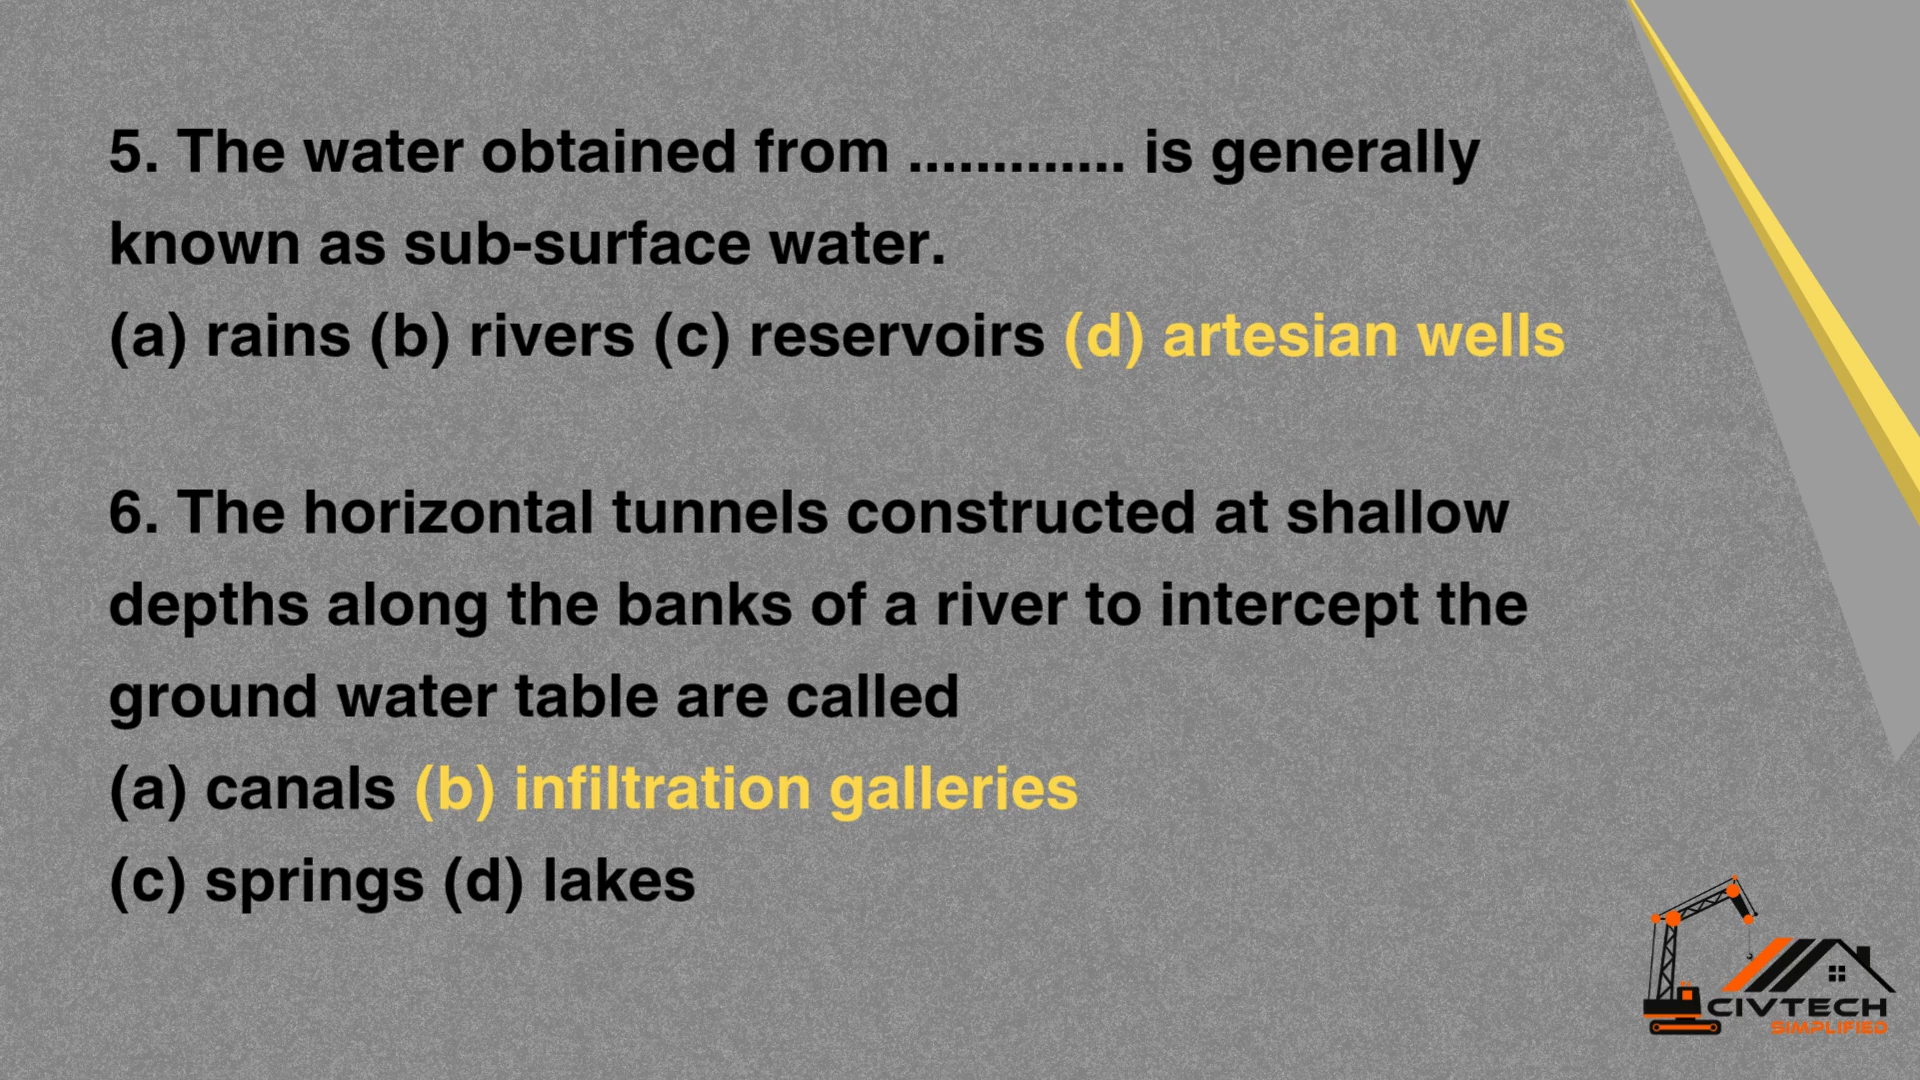 5. The water obtained from ............. is generally
known as sub-surface water.
(a) rains (b) rivers (c) reservoirs (d) artesian wells
6. The horizontal tunnels constructed at shallow
depths along the banks of a river to intercept the
ground water table are called
(a) canals (b) infiltration galleries
(c) springs (d) lakes
CIVTECH
SIMPLIFIED